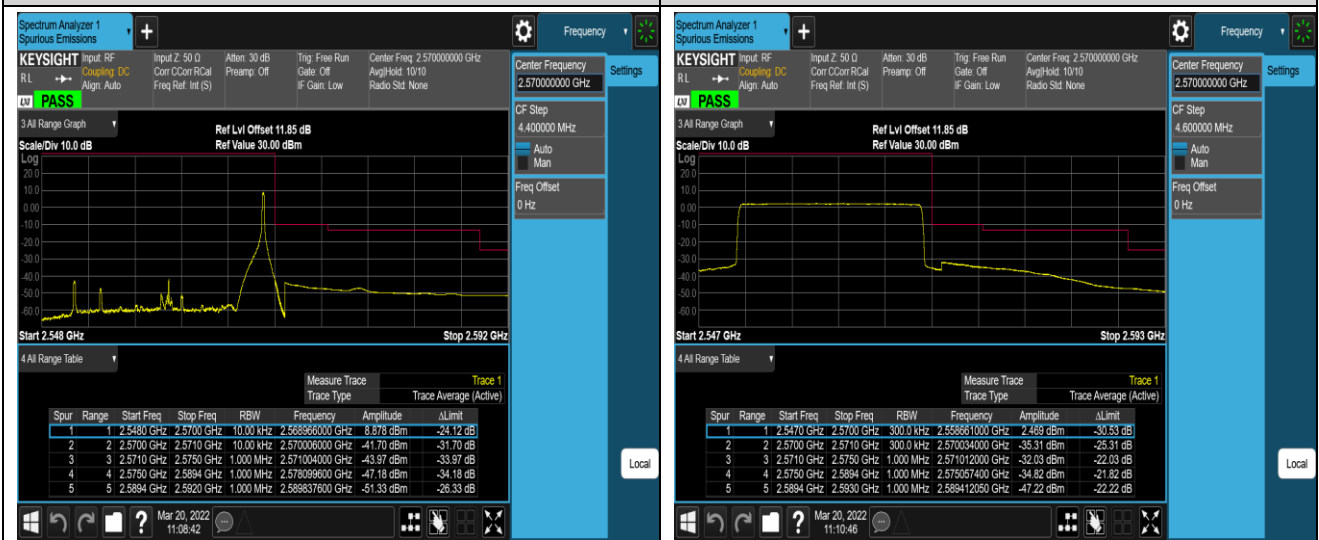 Spectrum Analyzer 1
Spurious Emissions
Frequency
KEYSIGHT
Input: RF
Input Z: 50 Ω
Atten: 30 dB
Trig: Free Run
Center Freq: 2.570000000 GHz
RL
Coupling: DC
Corr CCorr RCal
Preamp: Off
Gate: Off
Avg|Hold: 10/10
Align: Auto
Freq Ref: Int (S)
IF Gain: Low
Radio Std: None
LXI
PASS
Center Frequency
2.570000000 GHz
Settings
CF Step
4.400000 MHz
Auto
Man
Freq Offset
0 Hz
Local
3 All Range Graph
Ref Lvl Offset 11.85 dB
Scale/Div 10.0 dB
Ref Value 30.00 dBm
Log
20.0
10.0
0.00
-10.0
-20.0
-30.0
-40.0
-50.0
-60.0
Start 2.548 GHz
Stop 2.592 GHz
4 All Range Table
Measure Trace Trace 1
Trace Type Trace Average (Active)
Spur Range Start Freq Stop Freq RBW Frequency Amplitude ΔLimit
1 1 2.5480 GHz 2.5700 GHz 10.00 kHz 2.568966000 GHz 8.878 dBm -24.12 dB
2 2 2.5700 GHz 2.5710 GHz 10.00 kHz 2.570006000 GHz -41.70 dBm -31.70 dB
3 3 2.5710 GHz 2.5750 GHz 1.000 MHz 2.571004000 GHz -43.97 dBm -33.97 dB
4 4 2.5750 GHz 2.5894 GHz 1.000 MHz 2.578099600 GHz -47.18 dBm -34.18 dB
5 5 2.5894 GHz 2.5920 GHz 1.000 MHz 2.589837600 GHz -51.33 dBm -26.33 dB
?
Mar 20, 2022
11:08:42
Spectrum Analyzer 1
Spurious Emissions
Frequency
KEYSIGHT
Input: RF
Input Z: 50 Ω
Atten: 30 dB
Trig: Free Run
Center Freq: 2.570000000 GHz
RL
Coupling: DC
Corr CCorr RCal
Preamp: Off
Gate: Off
Avg|Hold: 10/10
Align: Auto
Freq Ref: Int (S)
IF Gain: Low
Radio Std: None
LXI
PASS
Center Frequency
2.570000000 GHz
Settings
CF Step
4.600000 MHz
Auto
Man
Freq Offset
0 Hz
Local
3 All Range Graph
Ref Lvl Offset 11.85 dB
Scale/Div 10.0 dB
Ref Value 30.00 dBm
Log
20.0
10.0
0.00
-10.0
-20.0
-30.0
-40.0
-50.0
-60.0
Start 2.547 GHz
Stop 2.593 GHz
4 All Range Table
Measure Trace Trace 1
Trace Type Trace Average (Active)
Spur Range Start Freq Stop Freq RBW Frequency Amplitude ΔLimit
1 1 2.5470 GHz 2.5700 GHz 300.0 kHz 2.558661000 GHz 2.469 dBm -30.53 dB
2 2 2.5700 GHz 2.5710 GHz 300.0 kHz 2.570034000 GHz -35.31 dBm -25.31 dB
3 3 2.5710 GHz 2.5750 GHz 1.000 MHz 2.571012000 GHz -32.03 dBm -22.03 dB
4 4 2.5750 GHz 2.5894 GHz 1.000 MHz 2.575057400 GHz -34.82 dBm -21.82 dB
5 5 2.5894 GHz 2.5930 GHz 1.000 MHz 2.589412050 GHz -47.22 dBm -22.22 dB
?
Mar 20, 2022
11:10:46